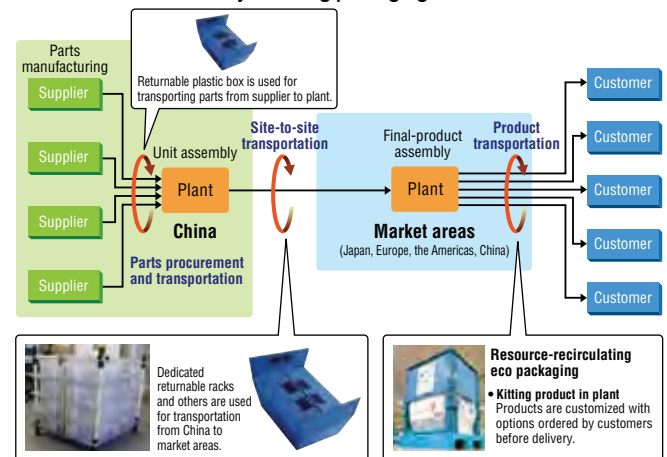 Parts
manufacturing
Supplier
Supplier
Supplier
Supplier
Returnable plastic box is used for
transporting parts from supplier to plant.
Unit assembly
Plant
China
Parts procurement
and transportation
Site-to-site
transportation
Final-product
assembly
Plant
Market areas
(Japan, Europe, the Americas, China)
Product
transportation
Customer
Customer
Customer
Customer
Customer
Dedicated
returnable racks
and others are used
for transportation
from China to
market areas.
Resource-recirculating
eco packaging
• Kitting product in plant
Products are customized with
options ordered by customers
before delivery.